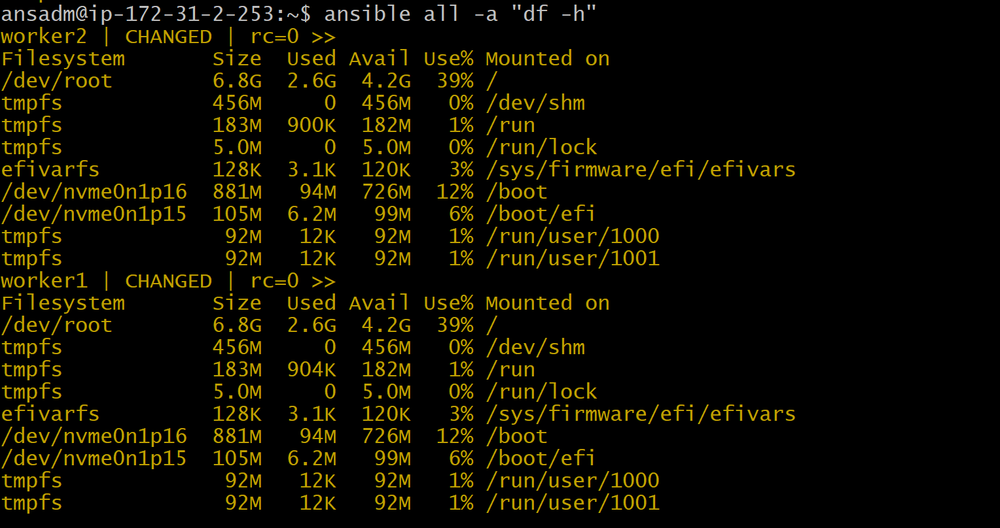 ansadm@ip-172-31-2-253:~$ ansible all -a "df -h"
worker2 | CHANGED | rc=0 >>
Filesystem       Size  Used Avail Use% Mounted on
/dev/root        6.8G  2.6G  4.2G  39% /
tmpfs            456M     0  456M   0% /dev/shm
tmpfs            183M  900K  182M   1% /run
tmpfs            5.0M     0  5.0M   0% /run/lock
efivarfs         128K  3.1K  120K   3% /sys/firmware/efi/efivars
/dev/nvme0n1p16  881M   94M  726M  12% /boot
/dev/nvme0n1p15  105M  6.2M   99M   6% /boot/efi
tmpfs             92M   12K   92M   1% /run/user/1000
tmpfs             92M   12K   92M   1% /run/user/1001
worker1 | CHANGED | rc=0 >>
Filesystem       Size  Used Avail Use% Mounted on
/dev/root        6.8G  2.6G  4.2G  39% /
tmpfs            456M     0  456M   0% /dev/shm
tmpfs            183M  904K  182M   1% /run
tmpfs            5.0M     0  5.0M   0% /run/lock
efivarfs         128K  3.1K  120K   3% /sys/firmware/efi/efivars
/dev/nvme0n1p16  881M   94M  726M  12% /boot
/dev/nvme0n1p15  105M  6.2M   99M   6% /boot/efi
tmpfs             92M   12K   92M   1% /run/user/1000
tmpfs             92M   12K   92M   1% /run/user/1001